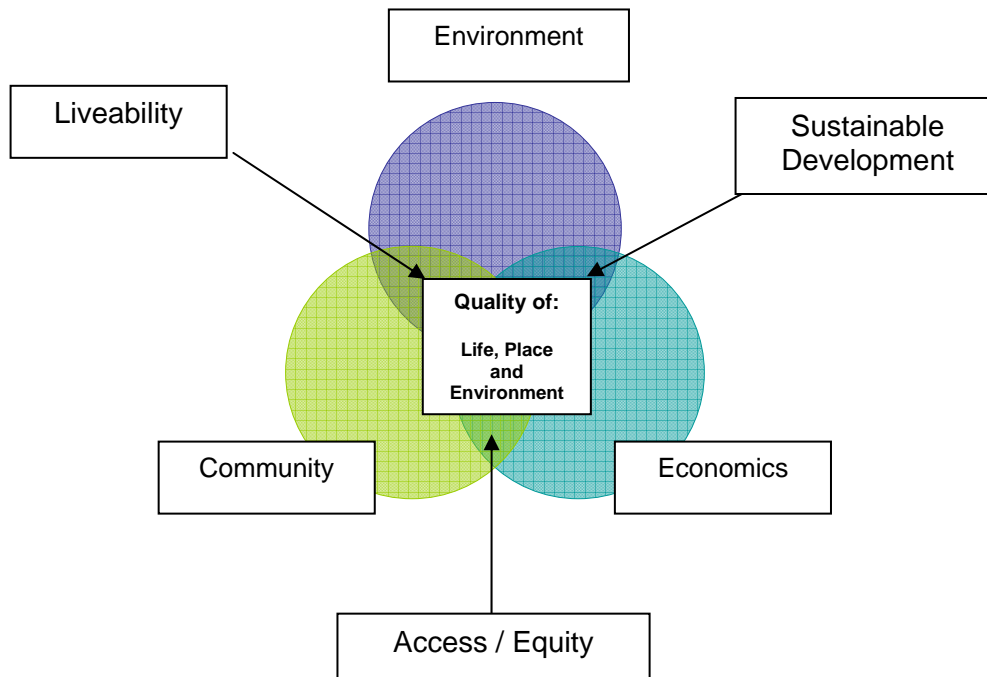 Environment
Liveability
Sustainable
Development
Quality of:
Life, Place
and
Environment
Community
Economics
Access / Equity